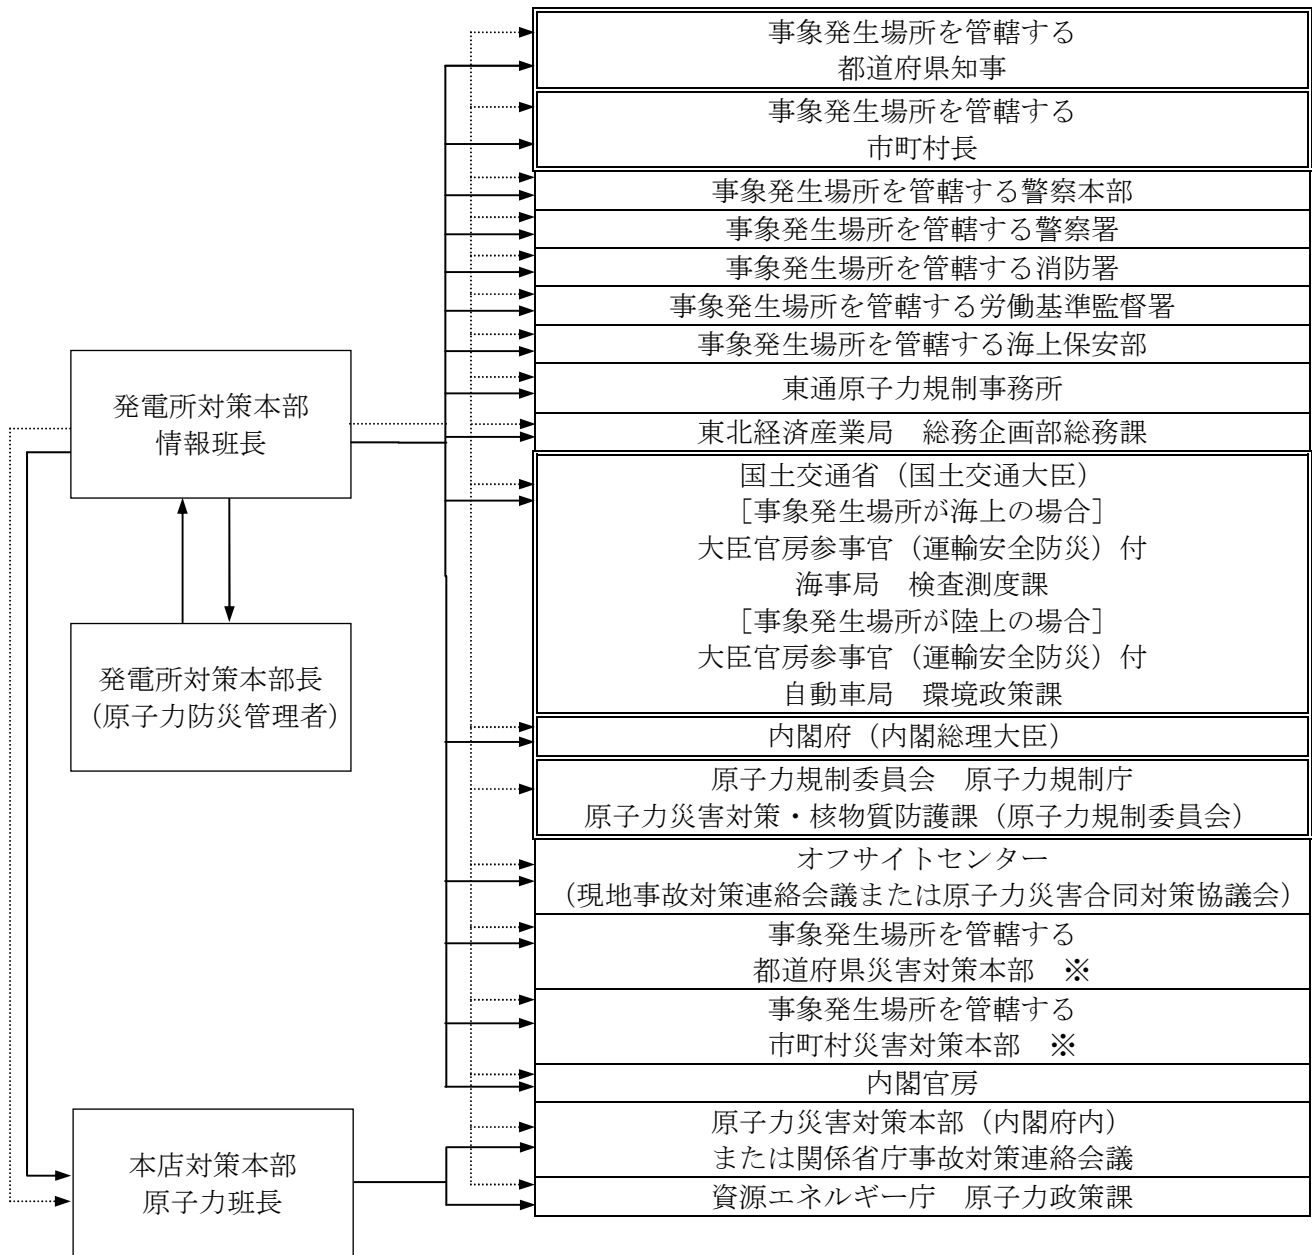 事象発生場所を管轄する
都道府県知事
事象発生場所を管轄する
市町村長
事象発生場所を管轄する警察本部
事象発生場所を管轄する警察署
事象発生場所を管轄する消防署
事象発生場所を管轄する労働基準監督署
事象発生場所を管轄する海上保安部
東通原子力規制事務所
東北経済産業局　総務企画部総務課
国土交通省（国土交通大臣）
［事象発生場所が海上の場合］
大臣官房参事官（運輸安全防災）付
海事局　検査測度課
［事象発生場所が陸上の場合］
大臣官房参事官（運輸安全防災）付
自動車局　環境政策課
内閣府（内閣総理大臣）
原子力規制委員会　原子力規制庁
原子力災害対策・核物質防護課（原子力規制委員会）
オフサイトセンター
（現地事故対策連絡会議または原子力災害合同対策協議会）
事象発生場所を管轄する
都道府県災害対策本部　※
事象発生場所を管轄する
市町村災害対策本部　※
内閣官房
原子力災害対策本部（内閣府内）
または関係省庁事故対策連絡会議
資源エネルギー庁　原子力政策課
発電所対策本部
情報班長
発電所対策本部長
（原子力防災管理者）
本店対策本部
原子力班長